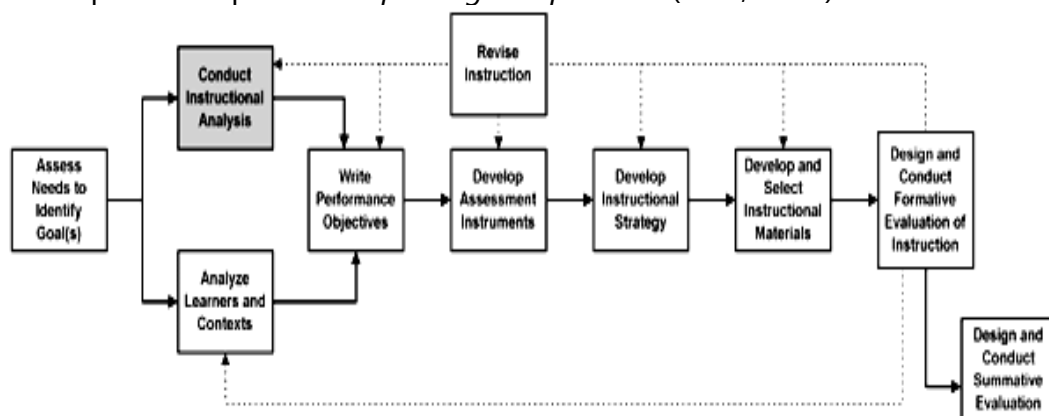 Revise
Instruction
Conduct
Instructional
Analysis
Assess
Needs to
Identify
Goal(s)
Write
Performance
Objectives
Develop
Assessment
Instruments
Develop
Instructional
Strategy
Develop and
Select
Instructional
Materials
Design and
Conduct
Formative
Evaluation of
Instruction
Analyze
Learners and
Contexts
Design and
Conduct
Summative
Evaluation